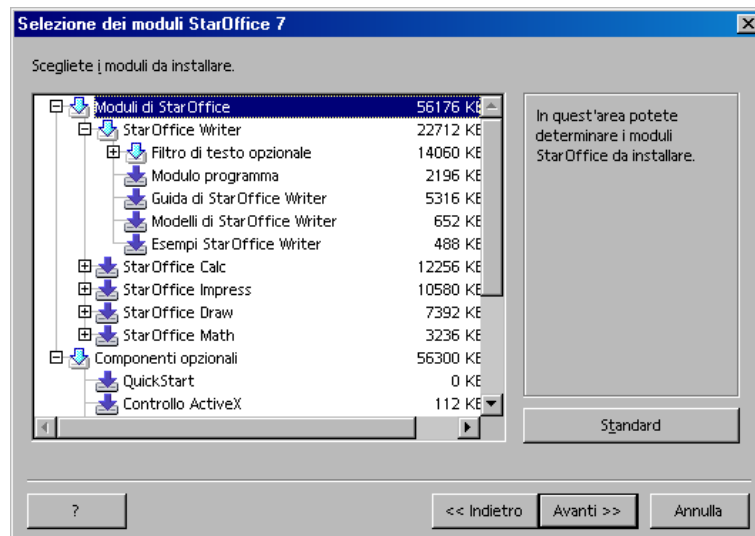 Selezione dei moduli StarOffice 7
Scegliete i moduli da installare.
Moduli di StarOffice 56176 KB
StarOffice Writer 22712 KB
Filtro di testo opzionale 14060 KB
Modulo programma 2196 KB
Guida di StarOffice Writer 5316 KB
Modelli di StarOffice Writer 652 KB
Esempi StarOffice Writer 488 KB
StarOffice Calc 12256 KB
StarOffice Impress 10580 KB
StarOffice Draw 7392 KB
StarOffice Math 3236 KB
Componenti opzionali 56300 KB
QuickStart 0 KB
Controllo ActiveX 112 KB
In quest'area potete
determinare i moduli
StarOffice da installare.
Standard
?
<< Indietro
Avanti >>
Annulla